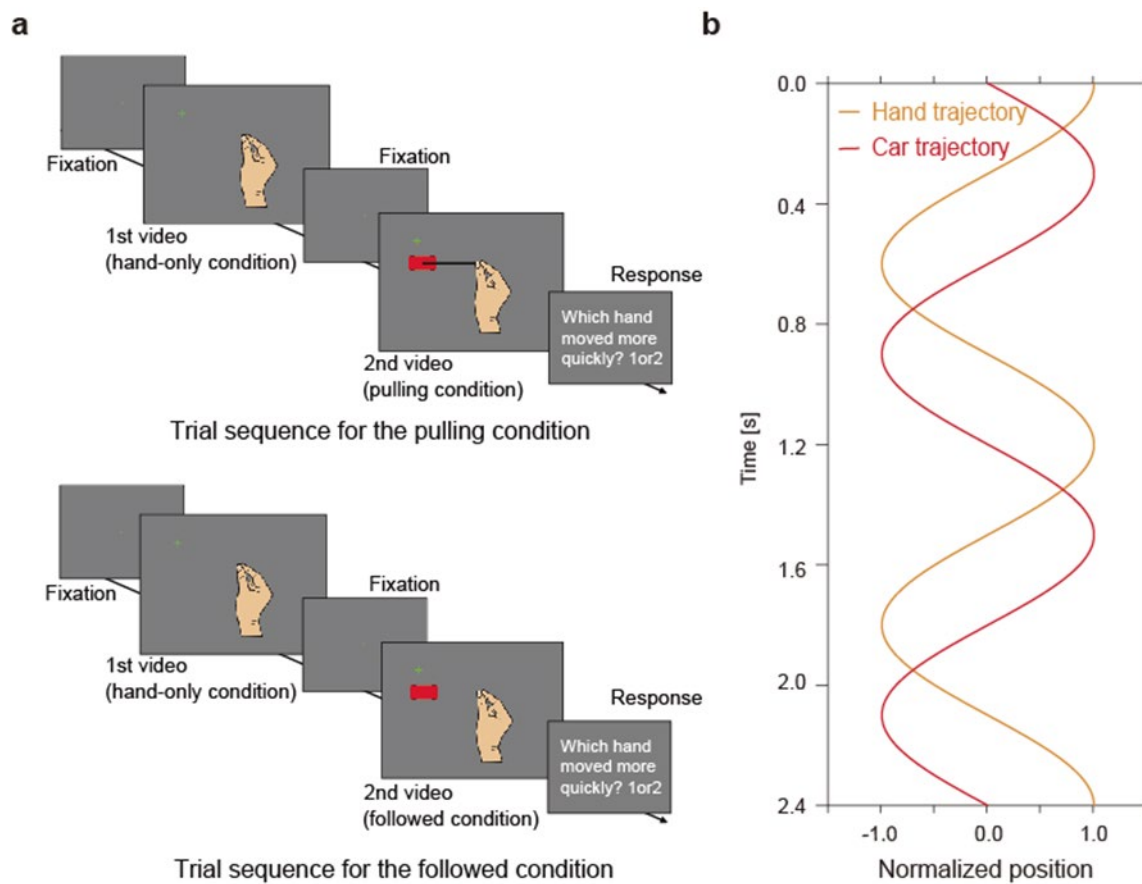 a
Fixation
1st video
(hand-only condition)
Fixation
2nd video
(pulling condition)
Response
Which hand
moved more
quickly? 1or2
Trial sequence for the pulling condition
Fixation
1st video
(hand-only condition)
Fixation
2nd video
(followed condition)
Response
Which hand
moved more
quickly? 1or2
Trial sequence for the followed condition
b
Hand trajectory
Car trajectory
Time [s]
0.0
0.4
0.8
1.2
1.6
2.0
2.4
-1.0 0.0 1.0
Normalized position